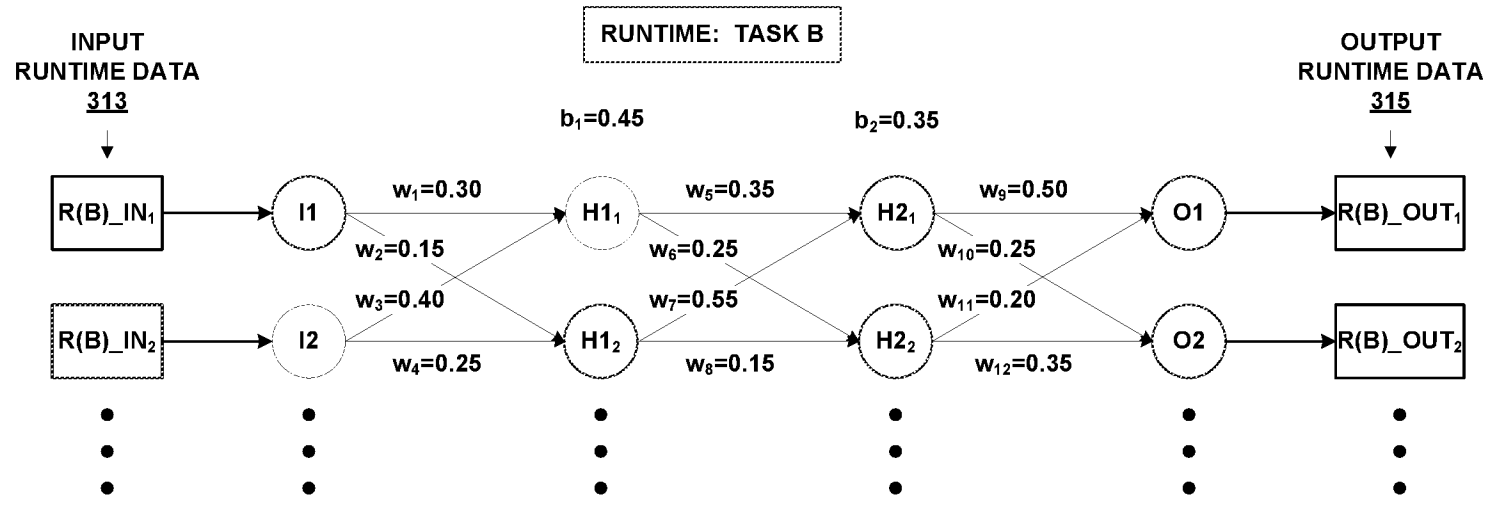 RUNTIME: TASK B
INPUT
RUNTIME DATA
313
OUTPUT
RUNTIME DATA
315
b₁=0.45
b₂=0.35
R(B)_IN₁
I1
w₁=0.30
H1₁
w₅=0.35
H2₁
w₉=0.50
O1
R(B)_OUT₁
w₂=0.15
w₆=0.25
w₁₀=0.25
w₃=0.40
w₇=0.55
w₁₁=0.20
R(B)_IN₂
I2
w₄=0.25
H1₂
w₈=0.15
H2₂
w₁₂=0.35
O2
R(B)_OUT₂